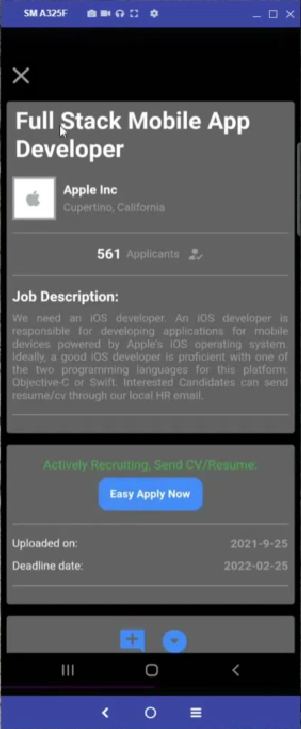 SM A325F
Full Stack Mobile App
Developer
Apple Inc
Cupertino, California
561 Applicants
Job Description:
We need an iOS developer. An iOS developer is
responsible for developing applications for mobile
devices powered by Apple's iOS operating system.
Ideally, a good iOS developer is proficient with one of
the two programming languages for this platform:
Objective-C or Swift. Interested Candidates can send
resume/cv through our local HR email.
Actively Recruiting, Send CV/Resume:
Easy Apply Now
Uploaded on: 2021-9-25
Deadline date: 2022-02-25